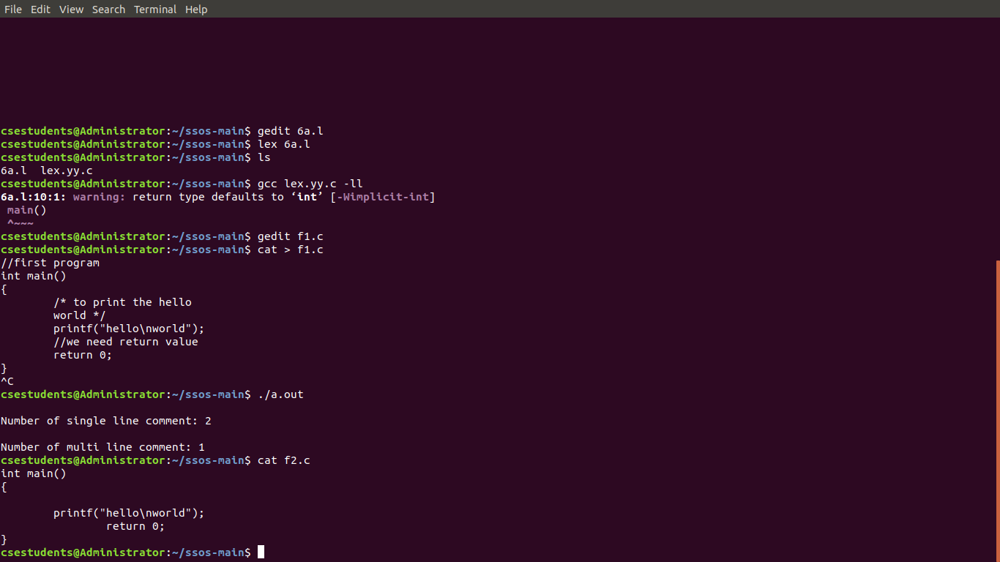 File Edit View Search Terminal Help
csestudents@Administrator:~/ssos-main$ gedit 6a.l
csestudents@Administrator:~/ssos-main$ lex 6a.l
csestudents@Administrator:~/ssos-main$ ls
6a.l  lex.yy.c
csestudents@Administrator:~/ssos-main$ gcc lex.yy.c -ll
6a.l:10:1: warning: return type defaults to ‘int’ [-Wimplicit-int]
 main()
 ^~~~
csestudents@Administrator:~/ssos-main$ gedit f1.c
csestudents@Administrator:~/ssos-main$ cat > f1.c
//first program
int main()
{
        /* to print the hello
        world */
        printf("hello\nworld");
        //we need return value
        return 0;
}
^C
csestudents@Administrator:~/ssos-main$ ./a.out
Number of single line comment: 2
Number of multi line comment: 1
csestudents@Administrator:~/ssos-main$ cat f2.c
int main()
{
        printf("hello\nworld");
                return 0;
}
csestudents@Administrator:~/ssos-main$